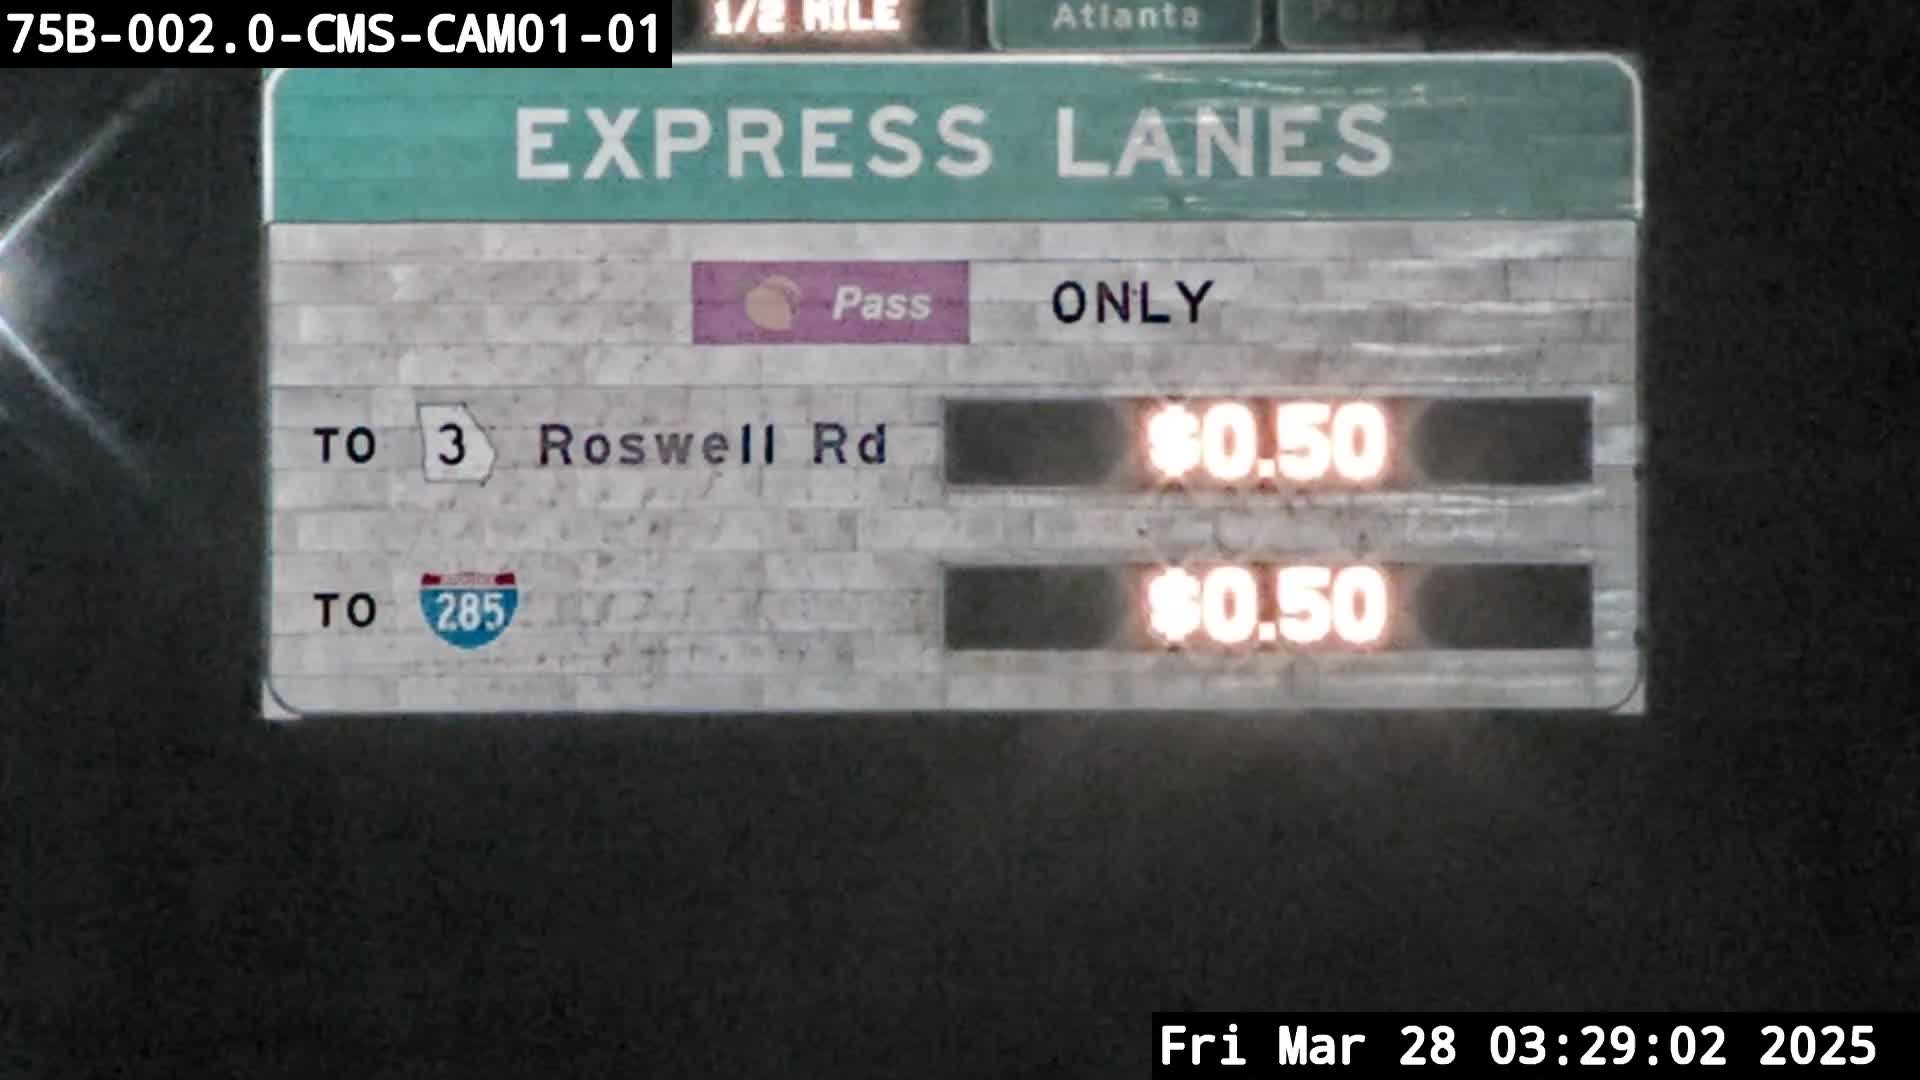 75B-002.0-CMS-CAM01-01
1/2 MILE
Atlanta
EXPRESS LANES
Pass ONLY
TO 3 Roswell Rd $0.50
TO 285 $0.50
Fri Mar 28 03:29:02 2025